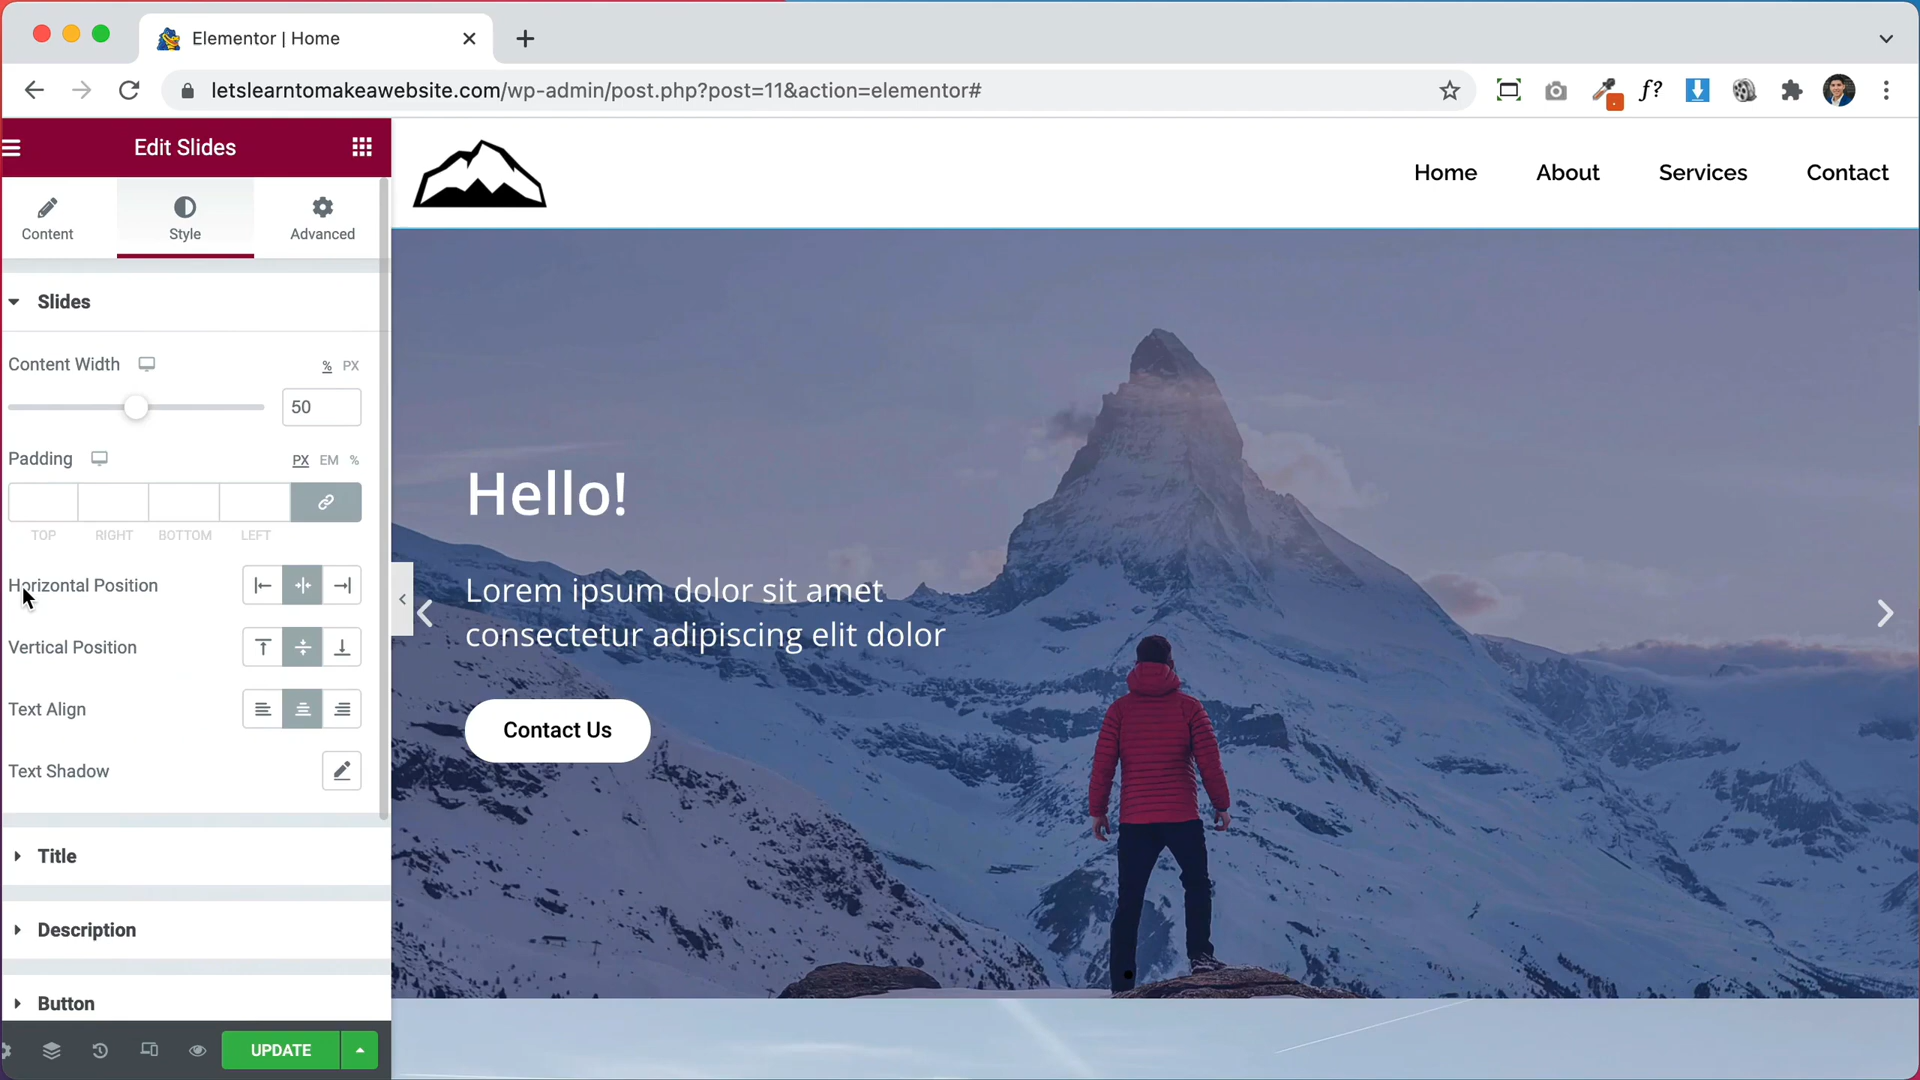 Elementor | Home
letslearntomakeawebsite.com/wp-admin/post.php?post=11&action=elementor#
f?
Edit Slides
Content
Style
Advanced
Home
About
Services
Contact
Slides
Content Width
% PX
50
Padding
PX EM %
TOP RIGHT BOTTOM LEFT
Horizontal Position
Vertical Position
Text Align
Text Shadow
Title
Description
Button
UPDATE
Hello!
Lorem ipsum dolor sit amet
consectetur adipiscing elit dolor
Contact Us